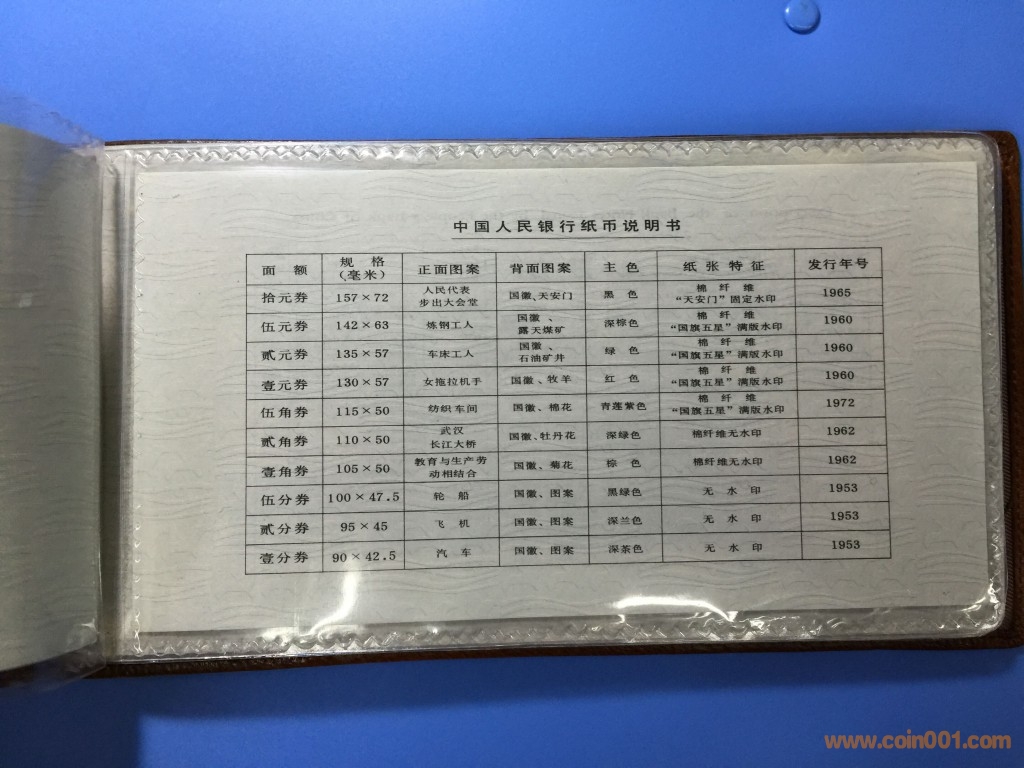 中国人民银行纸币说明书
面 额 规 格 (毫米) 正面图案 背面图案 主 色 纸 张 特 征 发行年号
拾元券 157×72 人民代表 步出大会堂 国徽、天安门 黑 色 棉 纤 维 “天安门”固定水印 1965
伍元券 142×63 炼钢工人 国徽、 露天煤矿 深棕色 棉 纤 维 “国旗五星”满版水印 1960
贰元券 135×57 车床工人 国徽、 石油矿井 绿 色 棉 纤 维 “国旗五星”满版水印 1960
壹元券 130×57 女拖拉机手 国徽、牧羊 红 色 棉 纤 维 “国旗五星”满版水印 1960
伍角券 115×50 纺织车间 国徽、棉花 青莲紫色 棉 纤 维 “国旗五星”满版水印 1972
贰角券 110×50 武汉 长江大桥 国徽、牡丹花 深绿色 棉纤维无水印 1962
壹角券 105×50 教育与生产劳 动相结合 国徽、菊花 棕 色 棉纤维无水印 1962
伍分券 100×47.5 轮 船 国徽、图案 黑绿色 无 水 印 1953
贰分券 95×45 飞 机 国徽、图案 深兰色 无 水 印 1953
壹分券 90×42.5 汽 车 国徽、图案 深茶色 无 水 印 1953
www.coin001.com